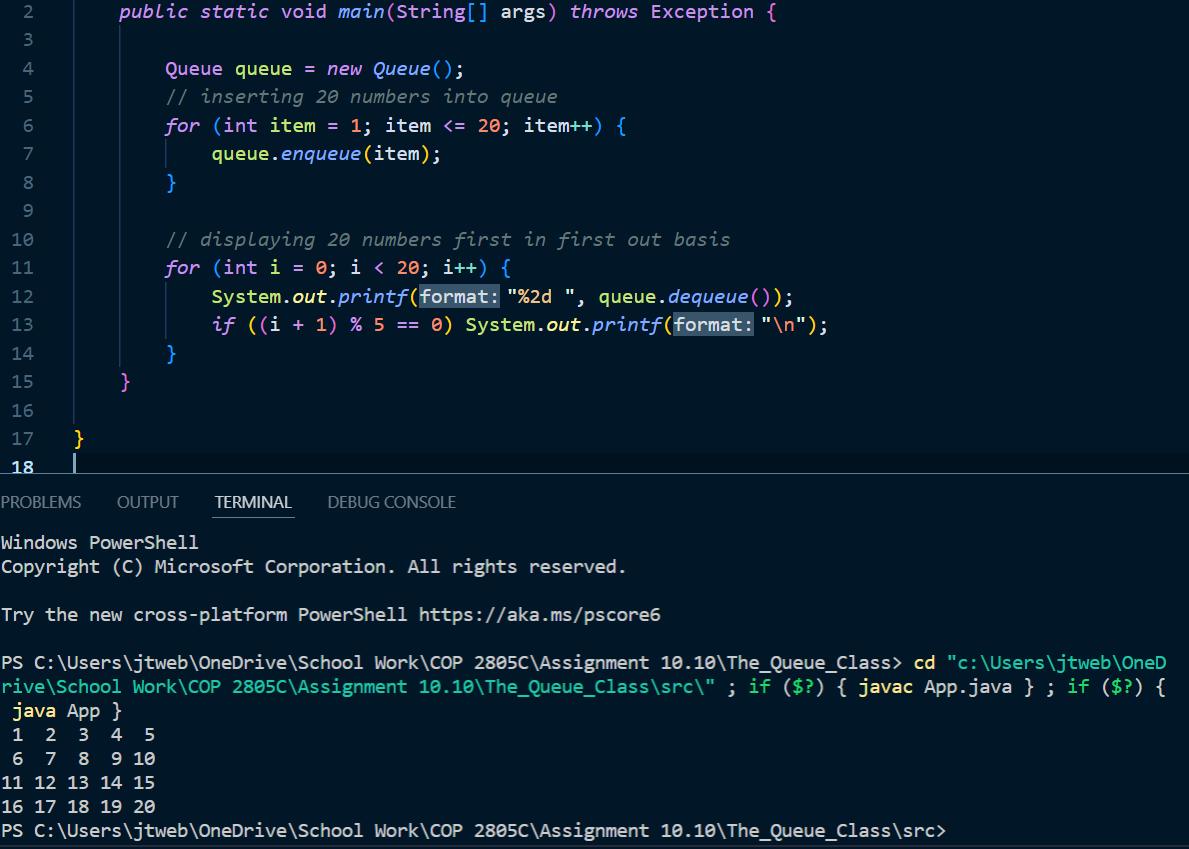 2 public static void main(String[] args) throws Exception {
3
4 Queue queue = new Queue();
5 // inserting 20 numbers into queue
6 for (int item = 1; item <= 20; item++) {
7 queue.enqueue(item);
8 }
9
10 // displaying 20 numbers first in first out basis
11 for (int i = 0; i < 20; i++) {
12 System.out.printf(format: "%2d ", queue.dequeue());
13 if ((i + 1) % 5 == 0) System.out.printf(format: "\n");
14 }
15 }
16
17 }
18
PROBLEMS OUTPUT TERMINAL DEBUG CONSOLE
Windows PowerShell
Copyright (C) Microsoft Corporation. All rights reserved.
Try the new cross-platform PowerShell https://aka.ms/pscore6
PS C:\Users\jtweb\OneDrive\School Work\COP 2805C\Assignment 10.10\The_Queue_Class> cd "c:\Users\jtweb\OneD
rive\School Work\COP 2805C\Assignment 10.10\The_Queue_Class\src\" ; if ($?) { javac App.java } ; if ($?) {
java App }
1 2 3 4 5
6 7 8 9 10
11 12 13 14 15
16 17 18 19 20
PS C:\Users\jtweb\OneDrive\School Work\COP 2805C\Assignment 10.10\The_Queue_Class\src>